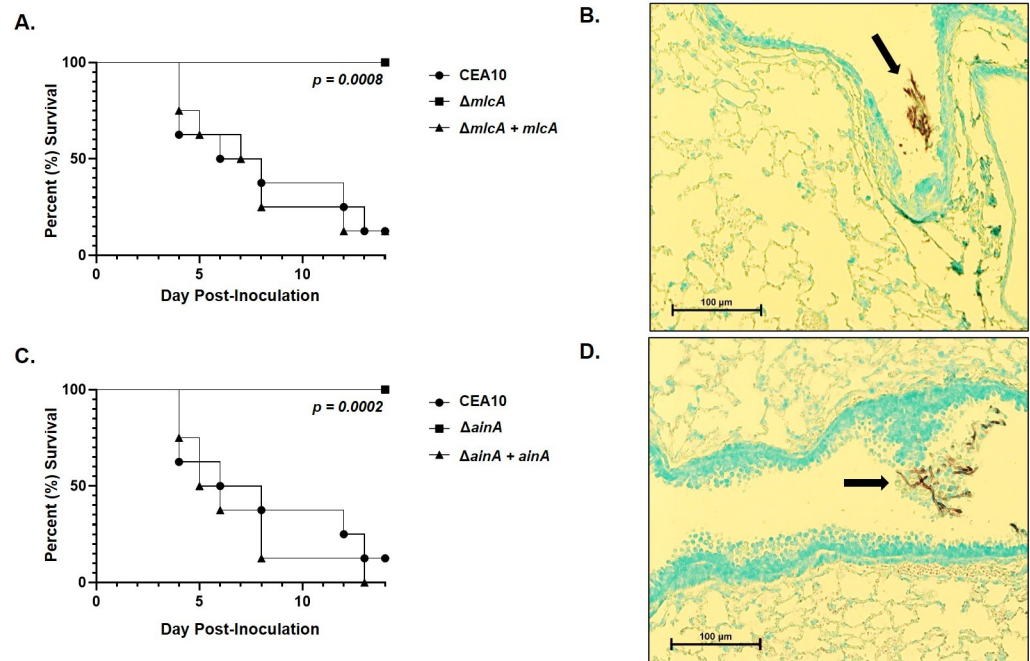 A.
100
50
0
0
5
10
Percent (%) Survival
Day Post-Inoculation
p = 0.0008
CEA10
ΔmlcA
ΔmlcA + mlcA
B.
100 µm
C.
100
50
0
0
5
10
Percent (%) Survival
Day Post-Inoculation
p = 0.0002
CEA10
ΔainA
ΔainA + ainA
D.
100 µm